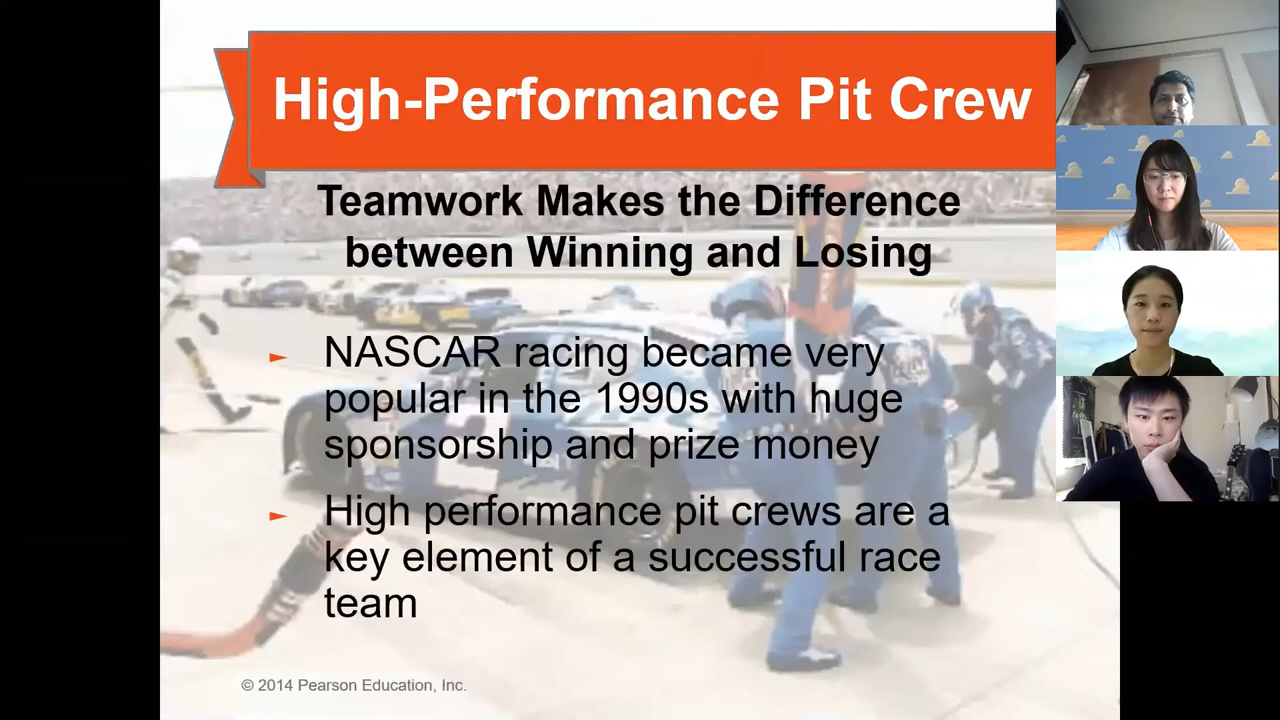 High-Performance Pit Crew
Teamwork Makes the Difference
between Winning and Losing
► NASCAR racing became very
popular in the 1990s with huge
sponsorship and prize money
► High performance pit crews are a
key element of a successful race
team
© 2014 Pearson Education, Inc.